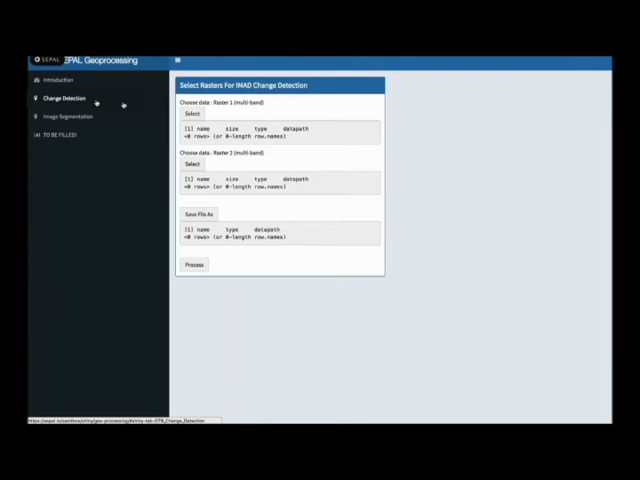 SEPAL EPAL Geoprocessing
Introduction
Change Detection
Image Segmentation
TO BE FILLED!
Select Rasters For IMAD Change Detection
Choose data : Raster 1 (multi-band)
Select
[1] name size type datapath
<0 rows> (or 0-length row.names)
Choose data : Raster 2 (multi-band)
Select
[1] name size type datapath
<0 rows> (or 0-length row.names)
Save File As
[1] name type datapath
<0 rows> (or 0-length row.names)
Process